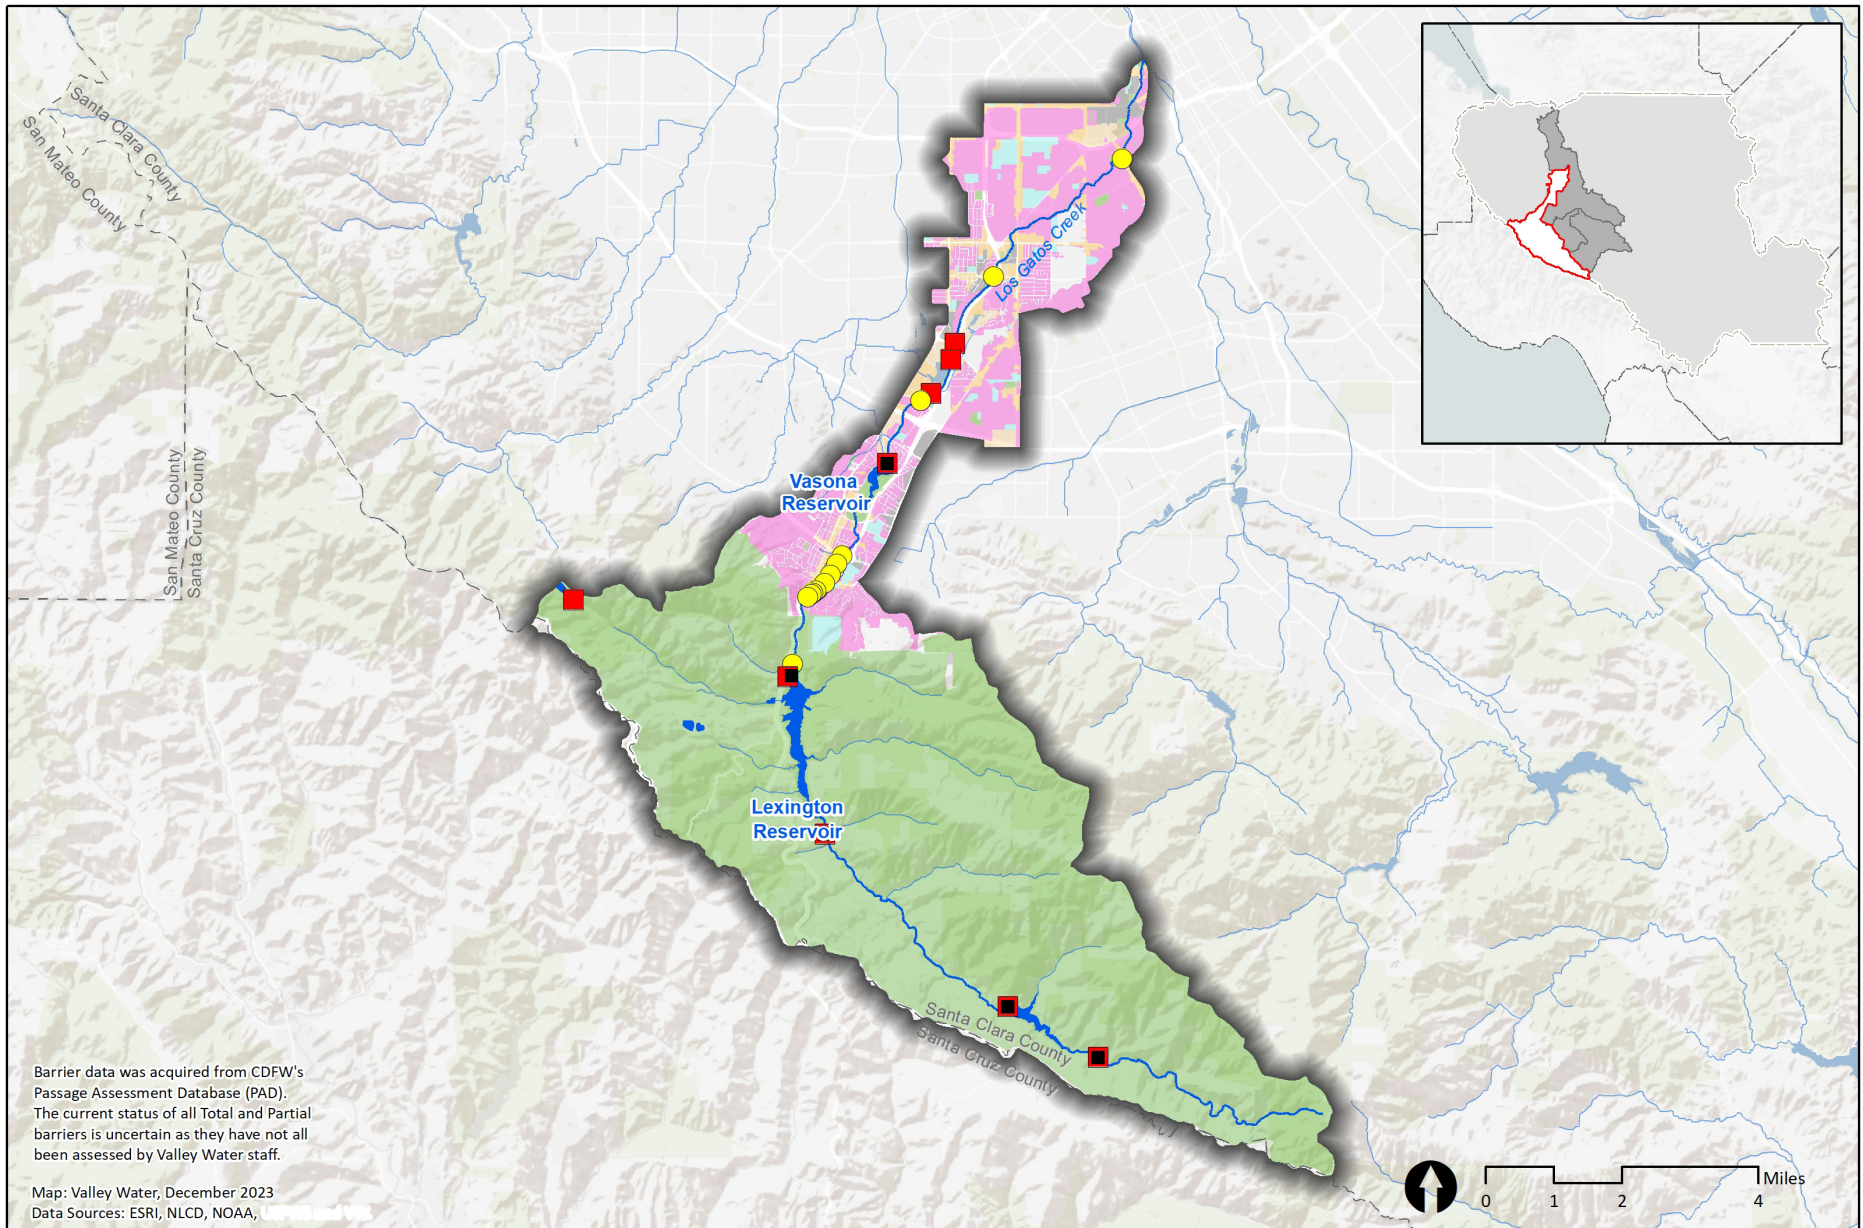 Santa Clara County
San Mateo County
Los Gatos Creek
San Mateo County
Santa Cruz County
Vasona
Reservoir
Lexington
Reservoir
Santa Clara County
Santa Cruz County
Barrier data was acquired from CDFW's
Passage Assessment Database (PAD).
The current status of all Total and Partial
barriers is uncertain as they have not all
been assessed by Valley Water staff.
Map: Valley Water, December 2023
Data Sources: ESRI, NLCD, NOAA,
Miles
0 1 2 4